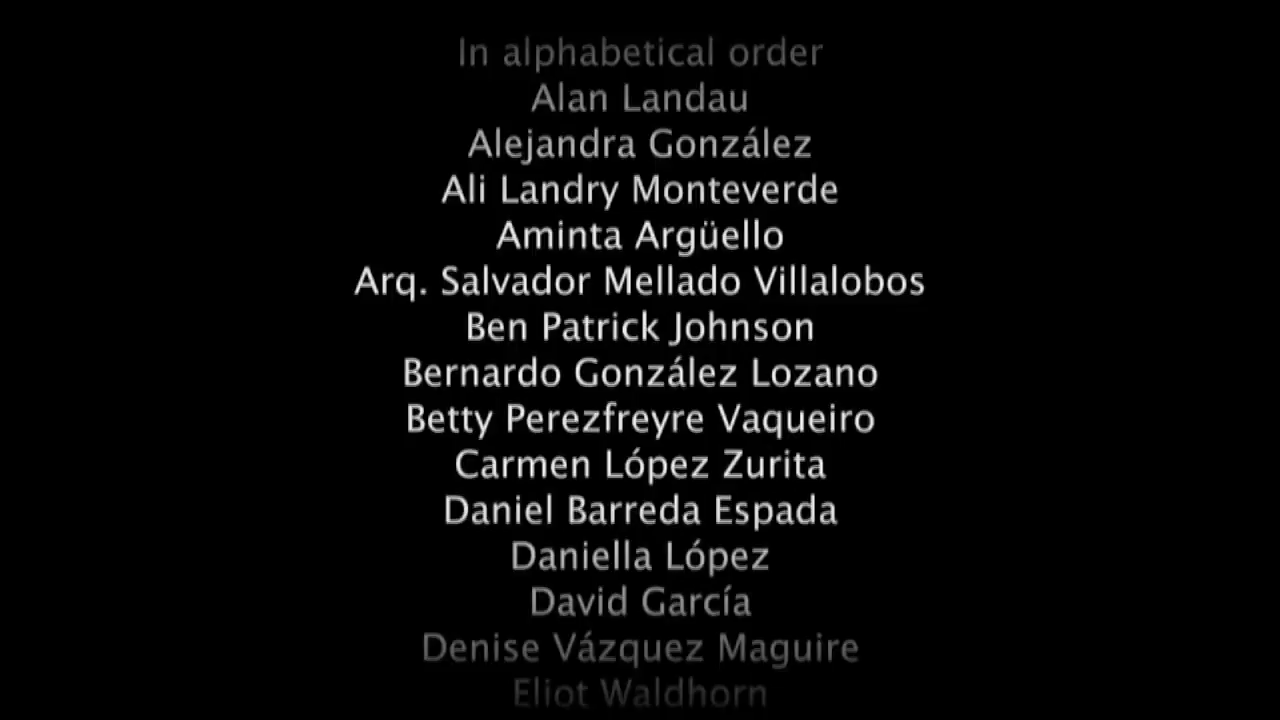 In alphabetical order
Alan Landau
Alejandra González
Ali Landry Monteverde
Aminta Argüello
Arq. Salvador Mellado Villalobos
Ben Patrick Johnson
Bernardo González Lozano
Betty Perezfreyre Vaqueiro
Carmen López Zurita
Daniel Barreda Espada
Daniella López
David García
Denise Vázquez Maguire
Eliot Waldhorn